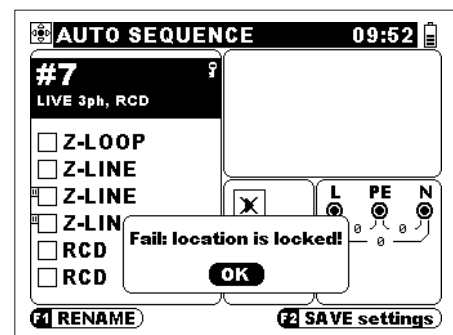 AUTO SEQUENCE 09:52
#7
LIVE 3ph, RCD
Z-LOOP
Z-LINE
Z-LINE
Z-LIN
RCD
RCD
L PE N
0 0
0
Fail: location is locked!
OK
F1 RENAME
F2 SAVE settings